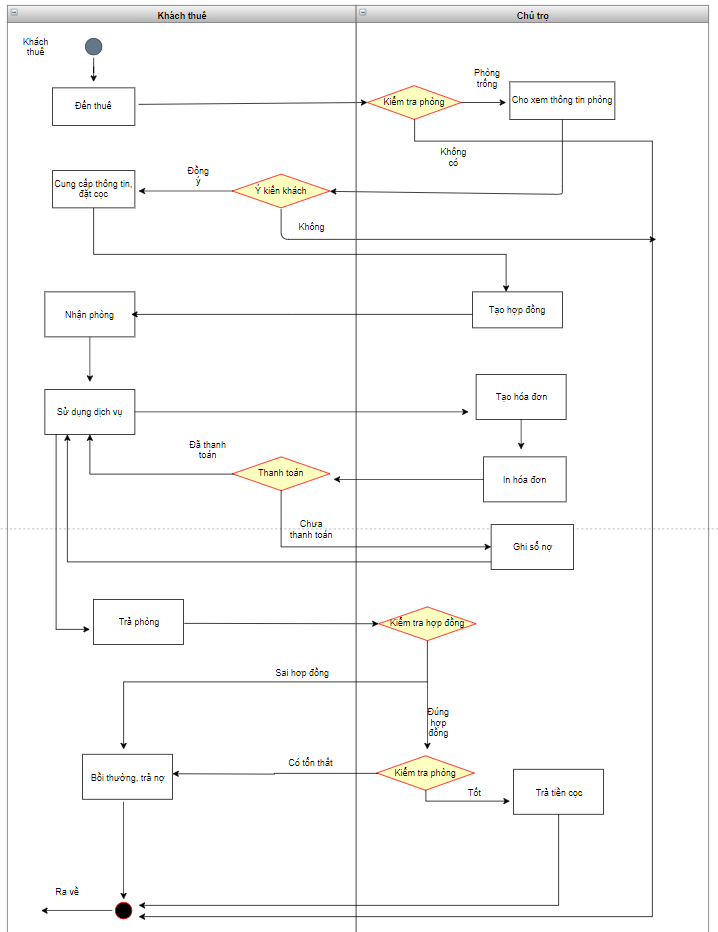 Khách thuê
Chủ trọ
Khách
thuê
Đến thuê
Kiểm tra phòng
Phòng
trống
Cho xem thông tin phòng
Không
có
Cung cấp thông tin,
đặt cọc
Đồng
ý
Ý kiến khách
Không
Nhận phòng
Tạo hợp đồng
Sử dụng dịch vụ
Tạo hóa đơn
Đã thanh
toán
Thanh toán
In hóa đơn
Chưa
thanh toán
Ghi sổ nợ
Trả phòng
Kiểm tra hợp đồng
Sai hợp đồng
Đúng
hợp
đồng
Bồi thường, trả nợ
Có tổn thất
Kiểm tra phòng
Tốt
Trả tiền cọc
Ra về